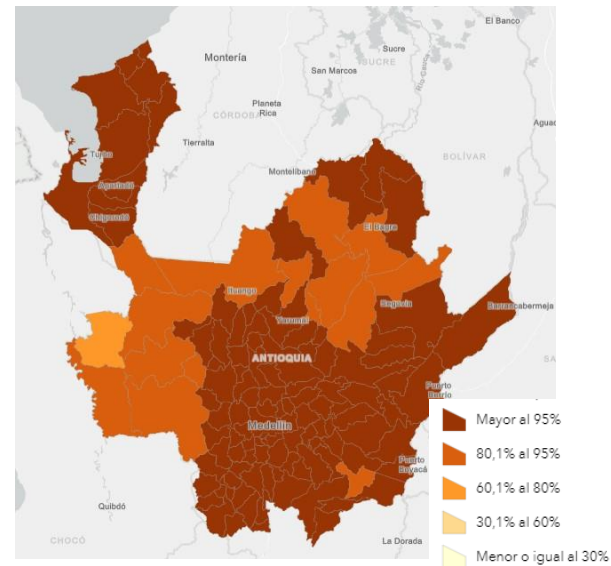 El Banco
Sucre
Montería
SUCRE
San Marcos
Planeta
Rica
CÓRDOBA
Aguac
Tierralta
Turbo
BOLÍVAR
Montelíbano
Apartadó
Chigorodó
El Bagre
Ituango
Segovia
Barrancabermeja
Yarumal
ANTIOQUIA
SA
Puerto
Berrío
Medellín
Puerto
Boyacá
Quibdó
CHOCÓ
La Dorada
Mayor al 95%
80,1% al 95%
60,1% al 80%
30,1% al 60%
Menor o igual al 30%